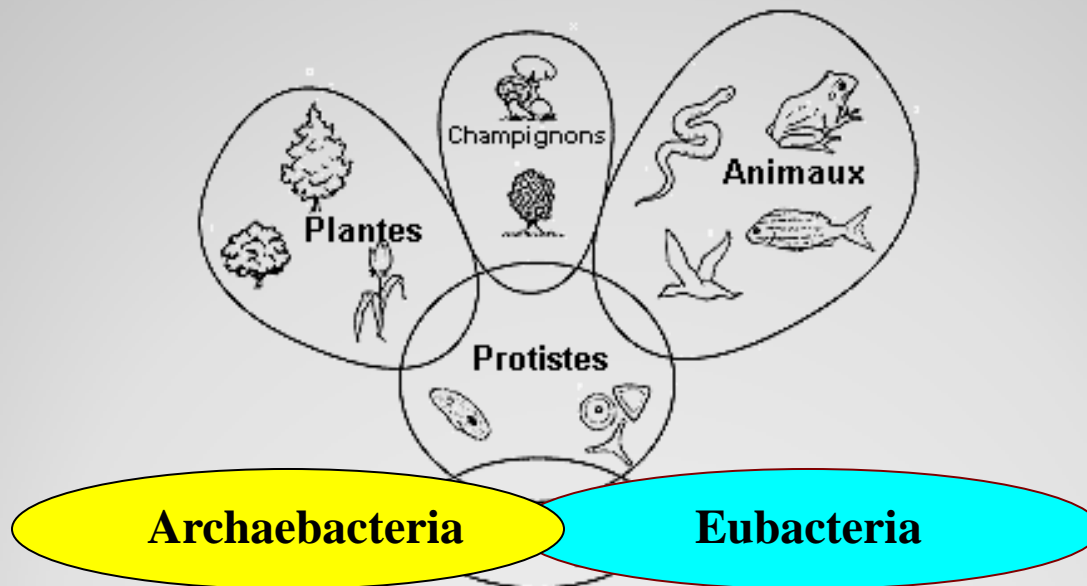 Champignons
Animaux
Plantes
Protistes
Archaebacteria
Eubacteria